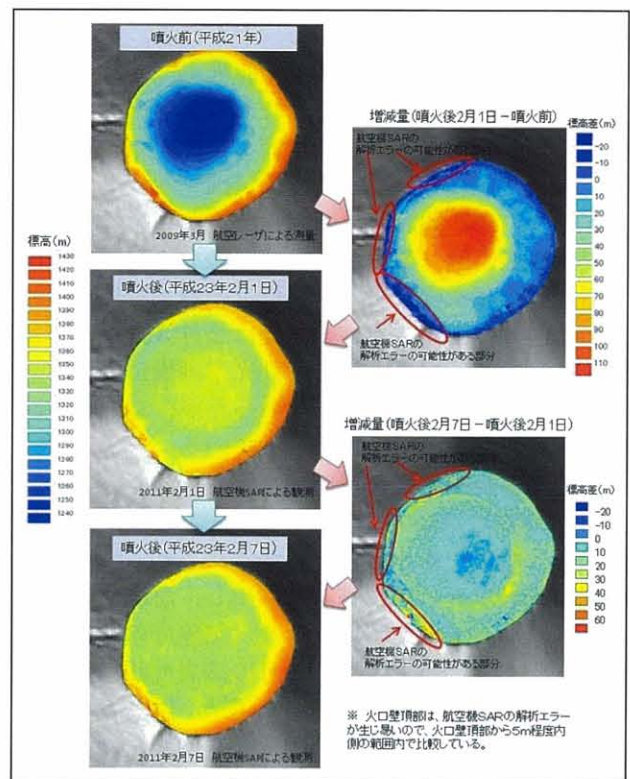 噴火前(平成21年)
2009年3月 航空レーザによる測量
標高(m)
1430
1420
1410
1400
1390
1380
1370
1360
1350
1340
1330
1320
1310
1300
1290
1280
1270
1260
1250
1240
噴火後(平成23年2月1日)
2011年2月1日 航空機SARによる観測
噴火後(平成23年2月7日)
2011年2月7日 航空機SARによる観測
増減量(噴火後2月1日－噴火前)
航空機SARの
解析エラーの可能性がある部分
航空機SARの
解析エラーの可能性がある部分
標高差(m)
-20
-10
0
10
20
30
40
50
60
70
80
90
100
110
増減量(噴火後2月7日－噴火後2月1日)
航空機SARの
解析エラーの可能性がある部分
航空機SARの
解析エラーの可能性がある部分
標高差(m)
-20
-10
0
10
20
30
40
50
60
※ 火口壁頂部は、航空機SARの解析エラー
が生じ易いので、火口壁頂部から5m程度内
側の範囲内で比較している。